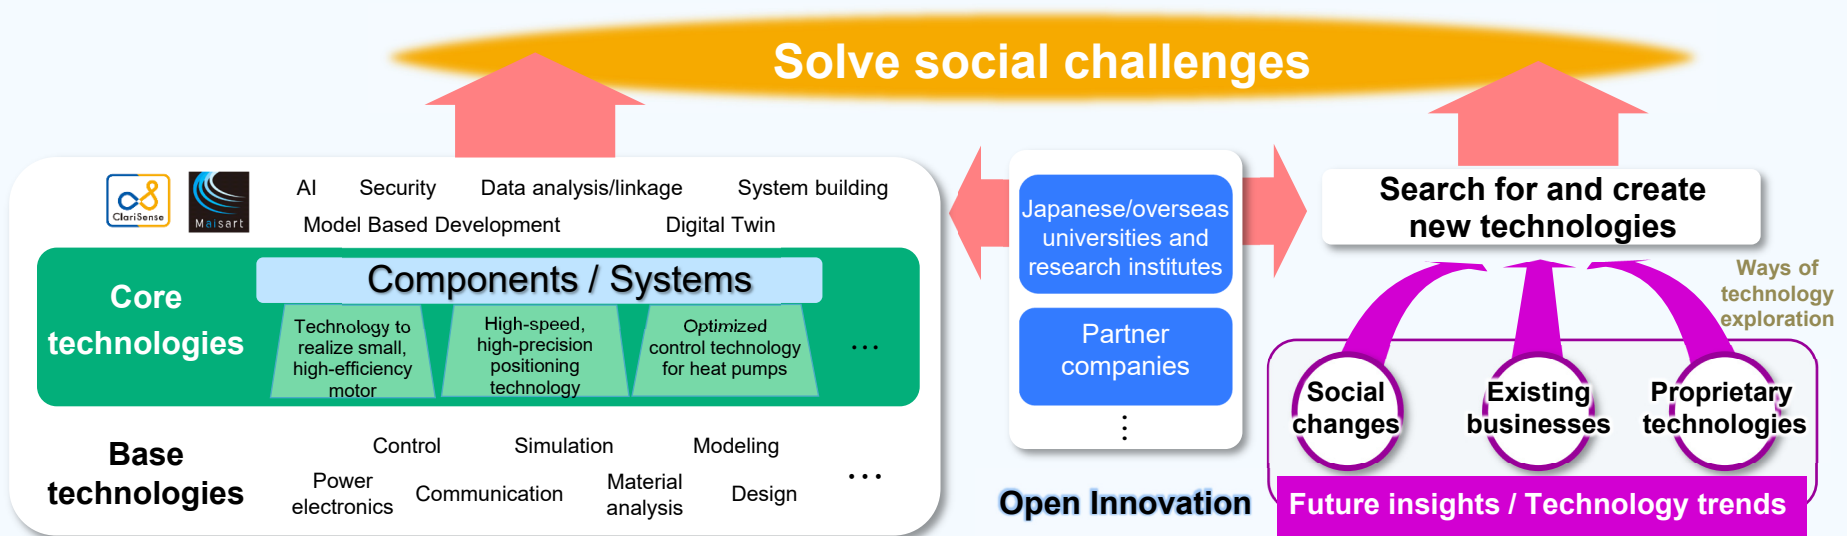 Solve social challenges
ClariSense
Maisart
AI
Security
Data analysis/linkage
System building
Model Based Development
Digital Twin
Core
technologies
Components / Systems
Technology to
realize small,
high-efficiency
motor
High-speed,
high-precision
positioning
technology
Optimized
control technology
for heat pumps
...
Base
technologies
Control
Simulation
Modeling
Power
electronics
Communication
Material
analysis
Design
...
Japanese/overseas
universities and
research institutes
Partner
companies
⋮
Open Innovation
Search for and create
new technologies
Ways of
technology
exploration
Social
changes
Existing
businesses
Proprietary
technologies
Future insights / Technology trends